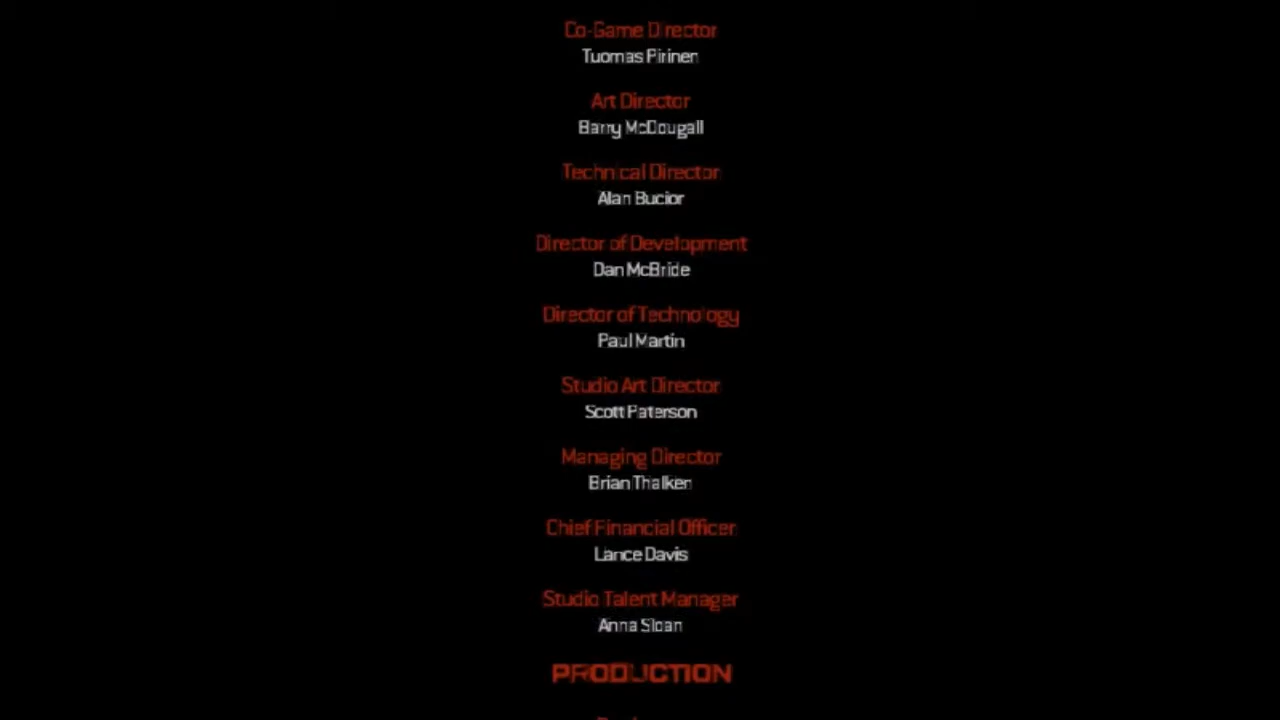 Co-Game Director
Tuomas Pirinen
Art Director
Barry McDougall
Technical Director
Alan Bucior
Director of Development
Dan McBride
Director of Technology
Paul Martin
Studio Art Director
Scott Paterson
Managing Director
Brian Thalken
Chief Financial Officer
Lance Davis
Studio Talent Manager
Anna Sloan
PRODUCTION